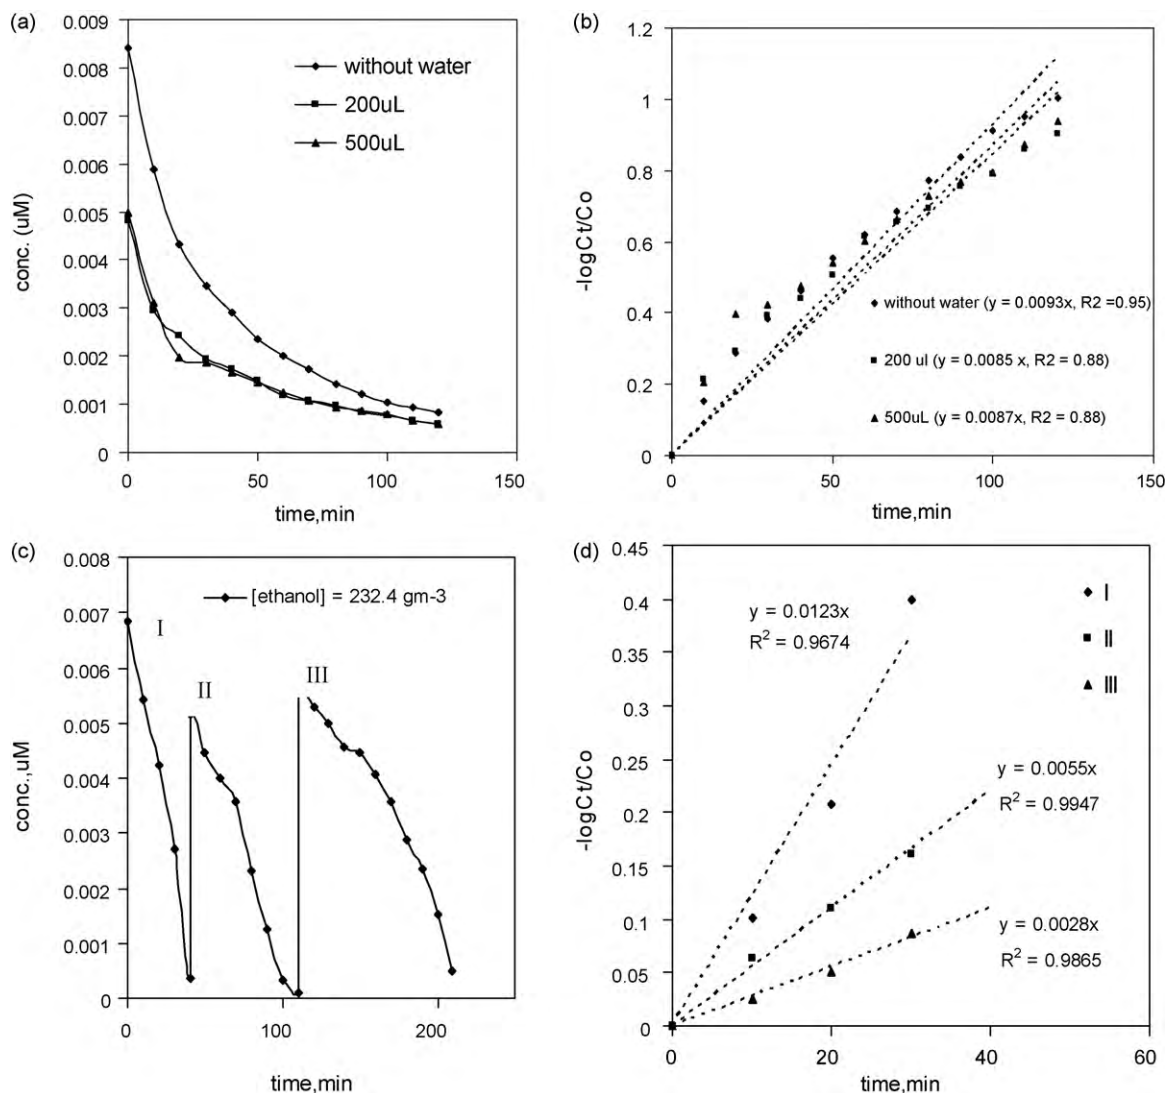 (a)
0.009
0.008
0.007
0.006
0.005
0.004
0.003
0.002
0.001
0
conc. (uM)
without water
200uL
500uL
0
50
100
150
time,min
(b)
1.2
1
0.8
0.6
0.4
0.2
0
-logCt/Co
without water (y = 0.0093x, R2 =0.95)
200 ul (y = 0.0085 x, R2 = 0.88)
500uL (y = 0.0087x, R2 = 0.88)
0
50
100
150
time,min
(c)
0.008
0.007
0.006
0.005
0.004
0.003
0.002
0.001
0
conc.,uM
[ethanol] = 232.4 gm-3
I
II
III
0
100
200
time,min
(d)
0.45
0.4
0.35
0.3
0.25
0.2
0.15
0.1
0.05
0
-logCt/Co
I
II
III
y = 0.0123x
R² = 0.9674
y = 0.0055x
R² = 0.9947
y = 0.0028x
R² = 0.9865
0
20
40
60
time,min